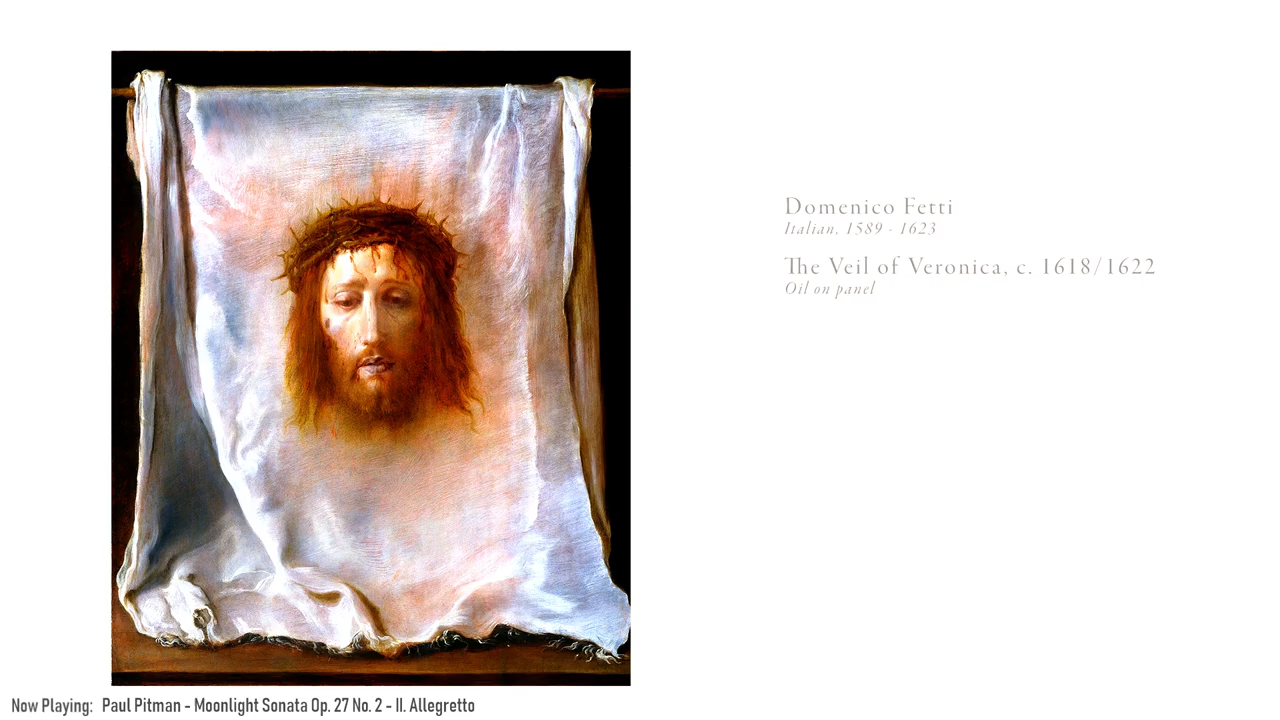 Domenico Fetti
Italian, 1589 - 1623
The Veil of Veronica, c. 1618/1622
Oil on panel
Now Playing: Paul Pitman - Moonlight Sonata Op. 27 No. 2 - II. Allegretto